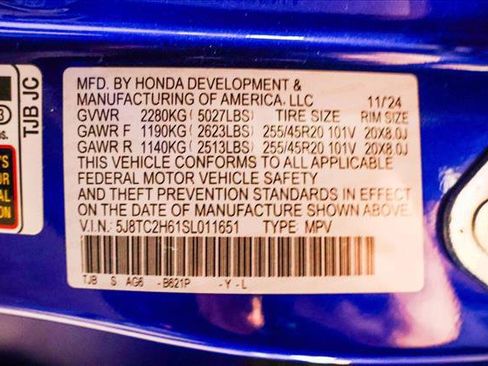 MFD. BY HONDA DEVELOPMENT &
MANUFACTURING OF AMERICA, LLC 11/24
GVWR 2280KG (5027LBS) TIRE SIZE RIM SIZE
GAWR F 1190KG (2623LBS) 255/45R20 101V 20X8.0J
GAWR R 1140KG (2513LBS) 255/45R20 101V 20X8.0J
THIS VEHICLE CONFORMS TO ALL APPLICABLE
FEDERAL MOTOR VEHICLE SAFETY
AND THEFT PREVENTION STANDARDS IN EFFECT
ON THE DATE OF MANUFACTURE SHOWN ABOVE.
V.I.N.: 5J8TC2H61SL011651 TYPE: MPV
TJB S AG6 -B621P -Y-L
TJB JC